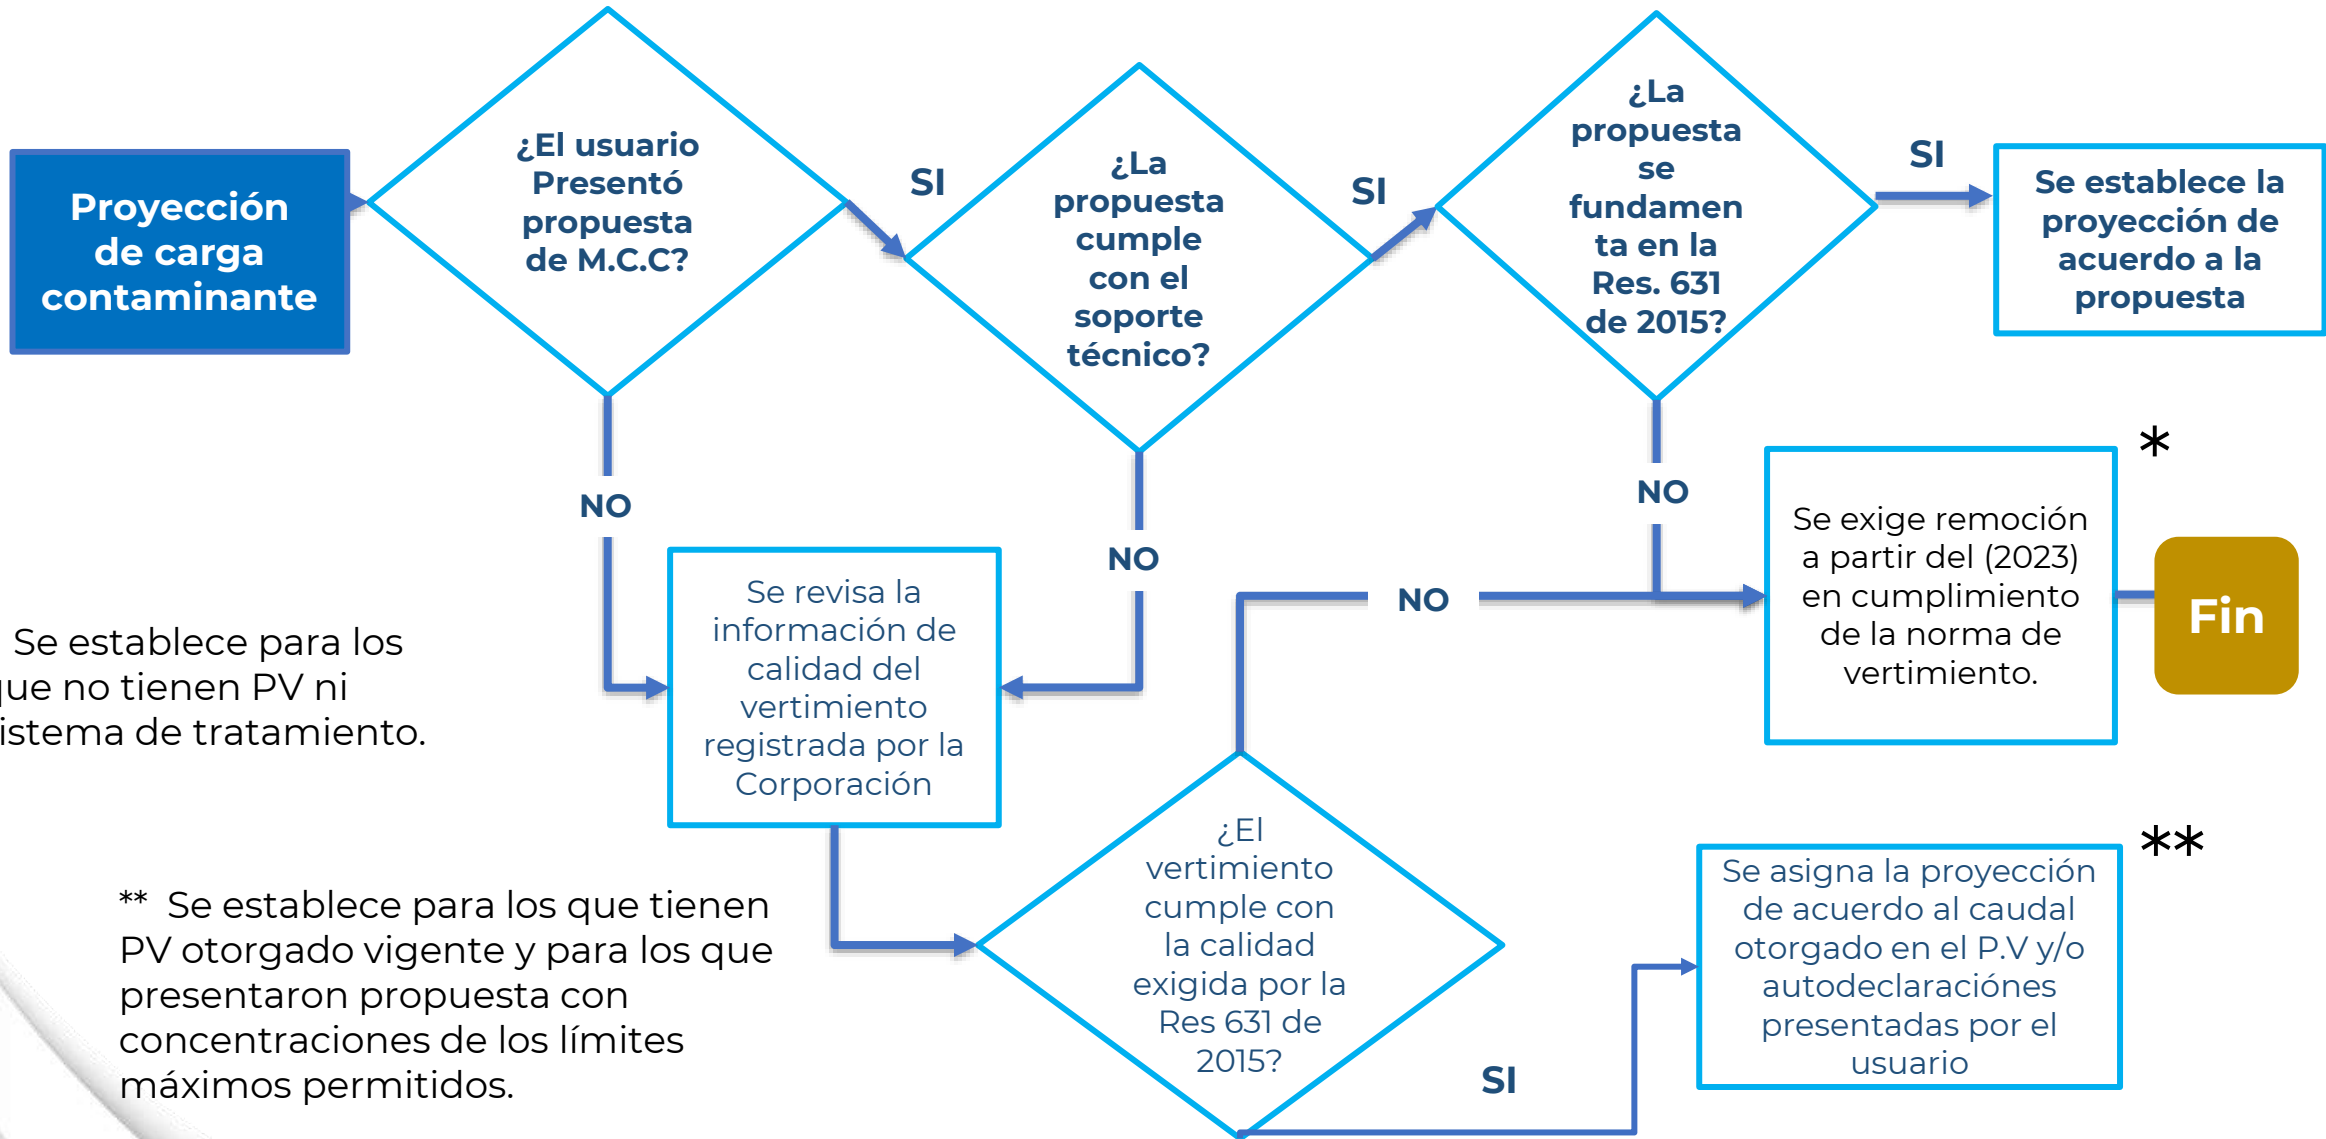 Proyección
de carga
contaminante
¿El usuario
Presentó
propuesta
de M.C.C?
SI
¿La
propuesta
cumple
con el
soporte
técnico?
SI
¿La
propuesta
se
fundamen
ta en la
Res. 631
de 2015?
SI
Se establece la
proyección de
acuerdo a la
propuesta
NO
NO
NO
*
Se exige remoción
a partir del (2023)
en cumplimiento
de la norma de
vertimiento.
Fin
Se revisa la
información de
calidad del
vertimiento
registrada por la
Corporación
NO
Se establece para los
que no tienen PV ni
istema de tratamiento.
¿El
vertimiento
cumple con
la calidad
exigida por la
Res 631 de
2015?
SI
**
Se asigna la proyección
de acuerdo al caudal
otorgado en el P.V y/o
autodeclaraciónes
presentadas por el
usuario
** Se establece para los que tienen
PV otorgado vigente y para los que
presentaron propuesta con
concentraciones de los límites
máximos permitidos.